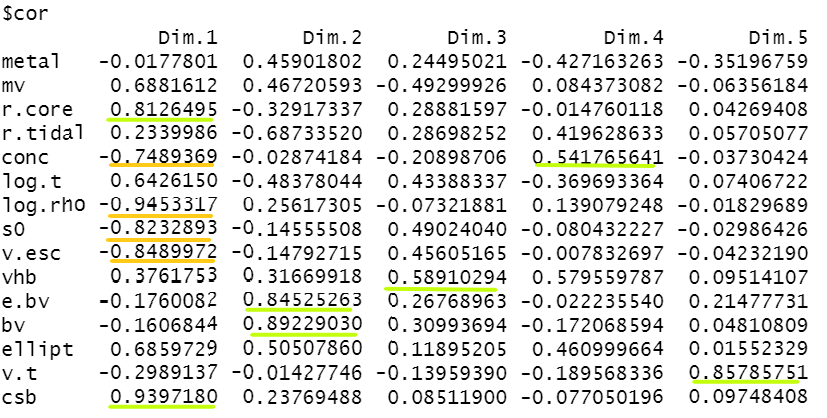 $cor
Dim.1 Dim.2 Dim.3 Dim.4 Dim.5
metal -0.0177801 0.45901802 0.24495021 -0.427163263 -0.35196759
mv 0.6881612 0.46720593 -0.49299926 0.084373082 -0.06356184
r.core 0.8126495 -0.32917337 0.28881597 -0.014760118 0.04269408
r.tidal 0.2339986 -0.68733520 0.28698252 0.419628633 0.05705077
conc -0.7489369 -0.02874184 -0.20898706 0.541765641 -0.03730424
log.t 0.6426150 -0.48378044 0.43388337 -0.369693364 0.07406722
log.rho -0.9453317 0.25617305 -0.07321881 0.139079248 -0.01829689
s0 -0.8232893 -0.14555508 0.49024040 -0.080432227 -0.02986426
v.esc -0.8489972 -0.14792715 0.45605165 -0.007832697 -0.04232190
vhb 0.3761753 0.31669918 0.58910294 0.579559787 0.09514107
e.bv -0.1760082 0.84525263 0.26768963 -0.022235540 0.21477731
bv -0.1606844 0.89229030 0.30993694 -0.172068594 0.04810809
ellipt 0.6859729 0.50507860 0.11895205 0.460999664 0.01552329
v.t -0.2989137 -0.01427746 -0.13959390 -0.189568336 0.85785751
csb 0.9397180 0.23769488 0.08511900 -0.077050196 0.09748408